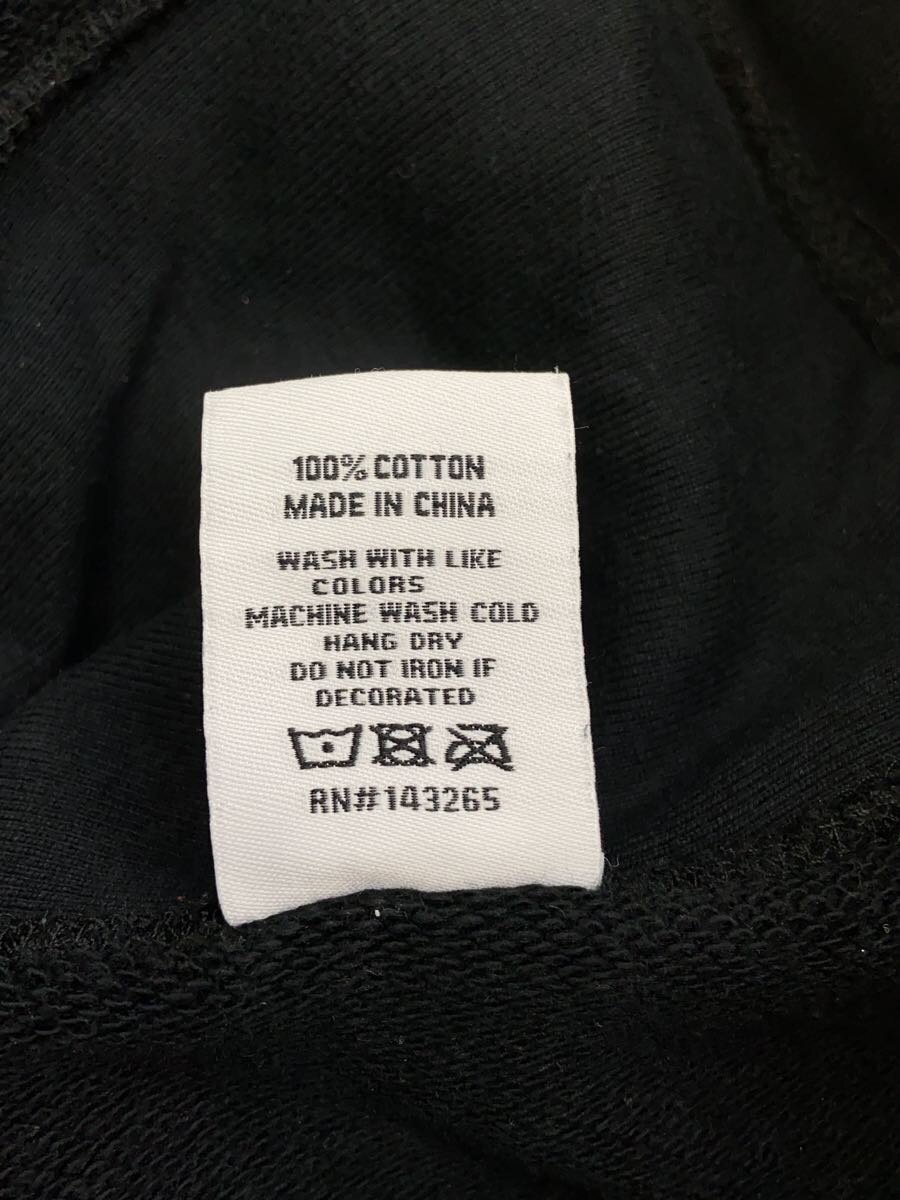 100% COTTON
MADE IN CHINA
WASH WITH LIKE
COLORS
MACHINE WASH COLD
HANG DRY
DO NOT IRON IF
DECORATED
RN#143265